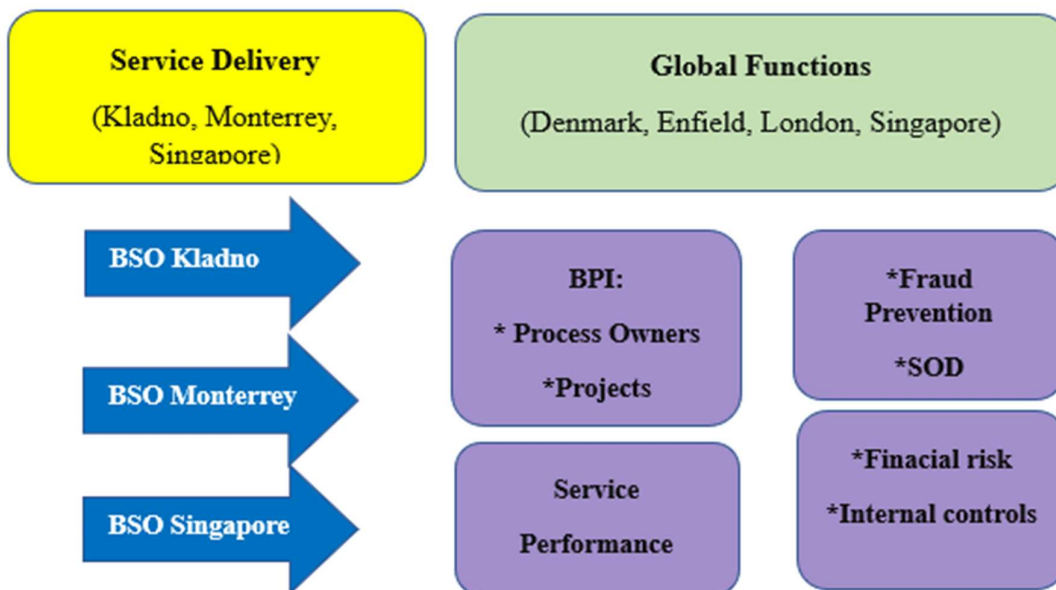 Service Delivery
(Kladno, Monterrey,
Singapore)
Global Functions
(Denmark, Enfield, London, Singapore)
BSO Kladno
BSO Monterrey
BSO Singapore
BPI:
* Process Owners
*Projects
Service
Performance
*Fraud
Prevention
*SOD
*Finacial risk
*Internal controls